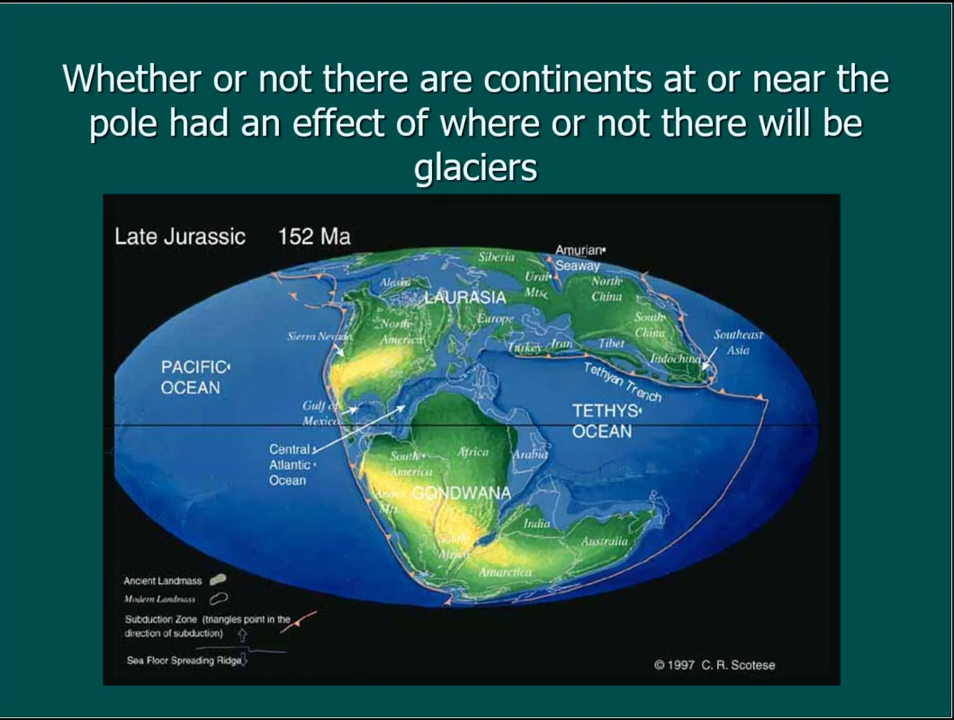 Whether or not there are continents at or near the
pole had an effect of where or not there will be
glaciers
Late Jurassic 152 Ma
Amurian
Seaway
Siberia
Ural
Mts.
North
China
Alaska
LAURASIA
Europe
South
China
North
America
Sierra Nevada
Turkey
Iran
Tibet
Indochina
Southeast
Asia
PACIFIC
OCEAN
Tethyan Trench
Gulf of
Mexico
TETHYS
OCEAN
Central
Atlantic
Ocean
South
America
Africa
Arabia
GONDWANA
Andes
Mts.
India
South
Africa
Australia
Antarctica
Ancient Landmass
Modern Landmass
Subduction Zone (triangles point in the
direction of subduction)
Sea Floor Spreading Ridge
© 1997 C. R. Scotese